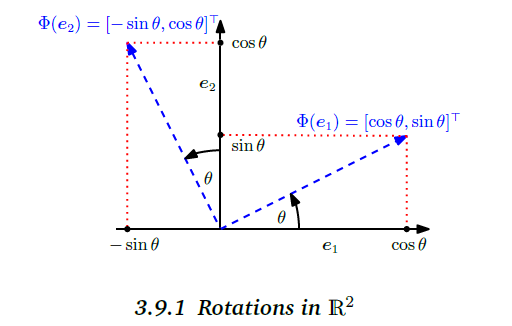 Φ(e₂) = [− sin θ, cos θ]⊤
cos θ
e₂
Φ(e₁) = [cos θ, sin θ]⊤
sin θ
θ
θ
− sin θ
e₁
cos θ
3.9.1 Rotations in ℝ²